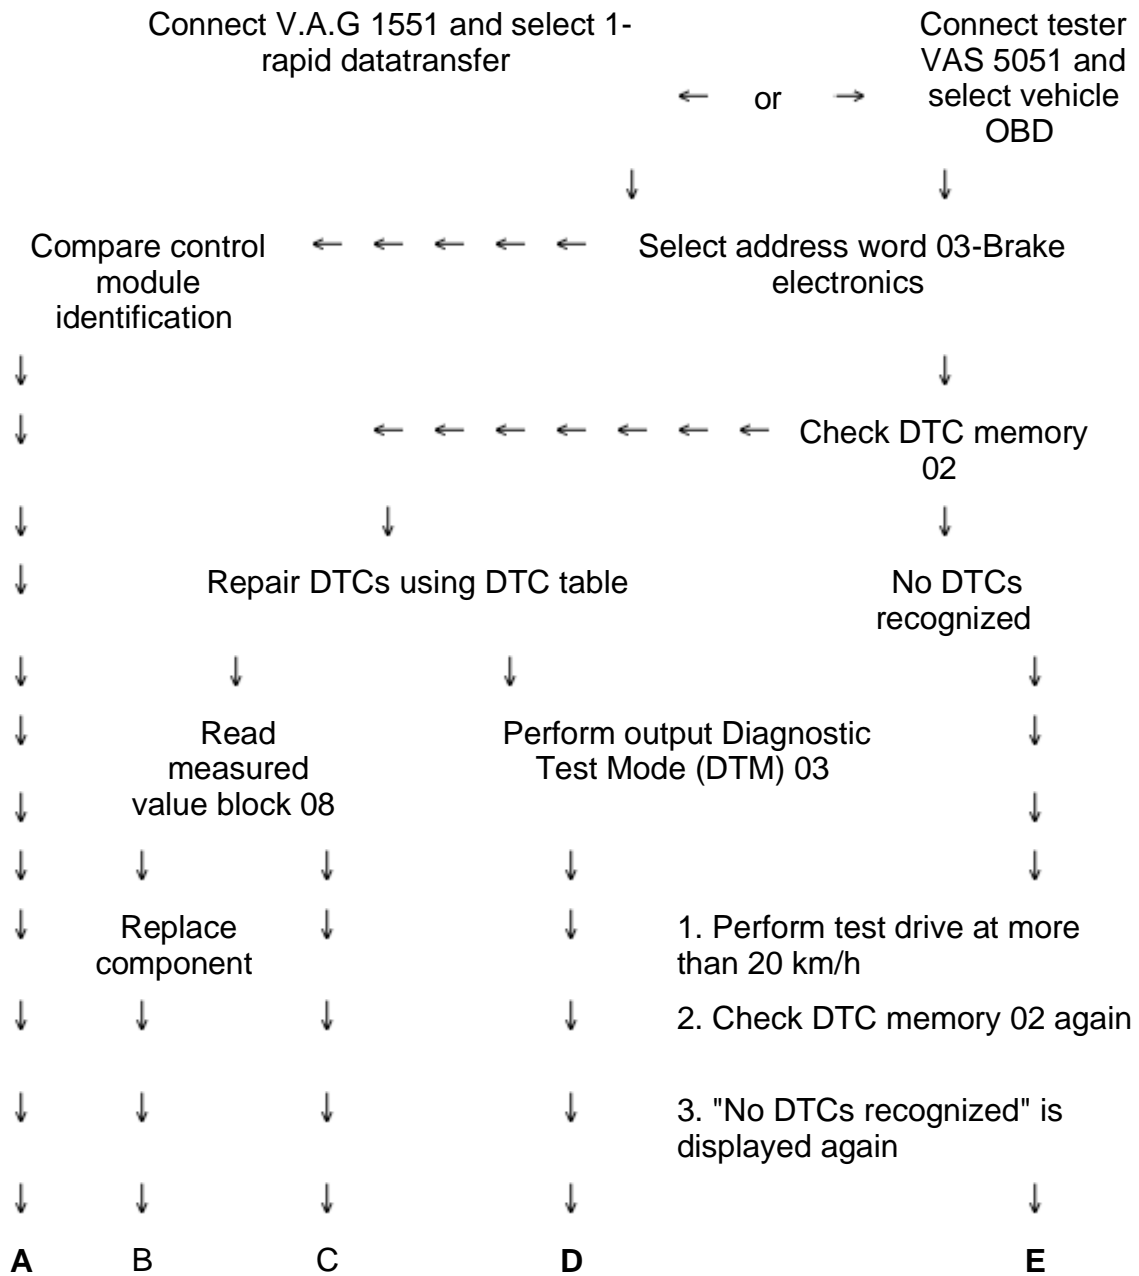 Connect V.A.G 1551 and select 1-
rapid datatransfer
Connect tester
VAS 5051 and
select vehicle
OBD
← or →
↓ ↓
Compare control
module
identification
← ← ← ← ←
Select address word 03-Brake
electronics
↓ ↓
↓ ← ← ← ← ← ← ← Check DTC memory
02
↓ ↓ ↓
↓ Repair DTCs using DTC table
No DTCs
recognized
↓ ↓ ↓ ↓
↓ Read
measured
value block 08
Perform output Diagnostic
Test Mode (DTM) 03
↓
↓ ↓
↓ ↓ ↓ ↓ ↓
↓ Replace
component
↓ ↓
1. Perform test drive at more
than 20 km/h
↓ ↓ ↓ ↓ 2. Check DTC memory 02 again
↓ ↓ ↓ ↓ 3. "No DTCs recognized" is
displayed again
↓ ↓ ↓ ↓ ↓
A B C D E